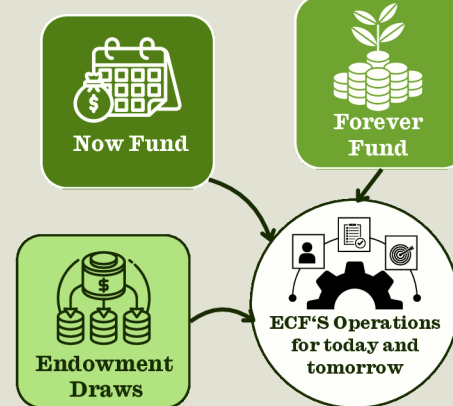 $
Now Fund
Forever
Fund
$
Endowment
Draws
ECF‘S Operations
for today and
tomorrow